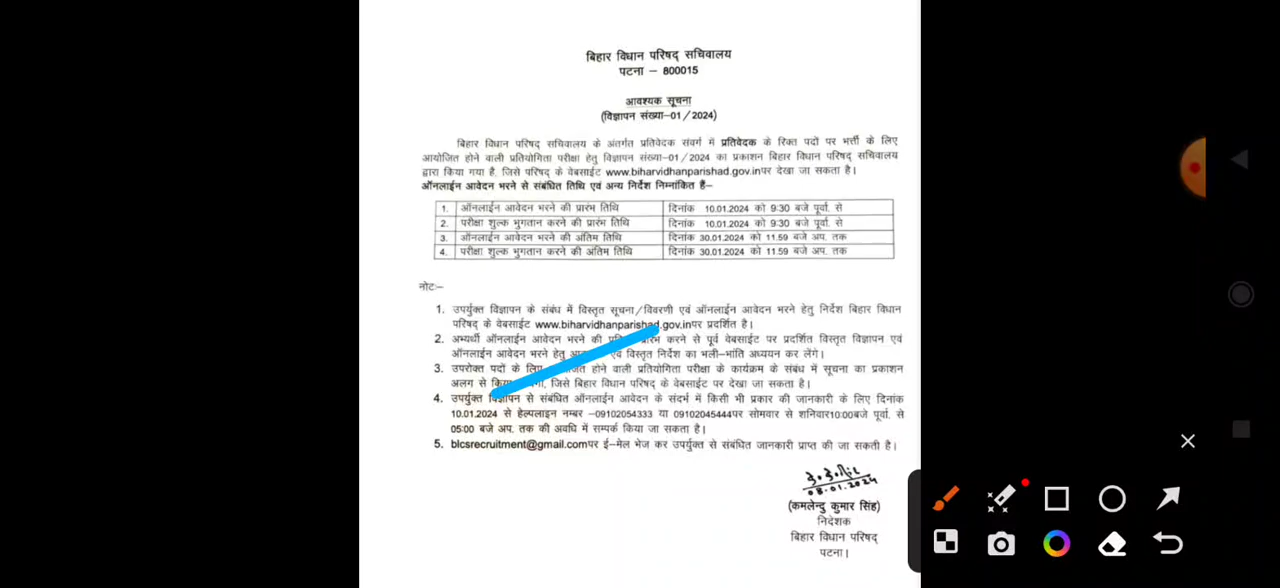 बिहार विधान परिषद् सचिवालय
पटना – 800015
आवश्यक सूचना
(विज्ञापन संख्या–01/2024)
बिहार विधान परिषद् सचिवालय के अंतर्गत प्रतिवेदक संवर्ग में प्रतिवेदक के रिक्त पदों पर भर्ती के लिए
आयोजित होने वाली प्रतियोगिता परीक्षा हेतु विज्ञापन संख्या–01/2024 का प्रकाशन बिहार विधान परिषद् सचिवालय
द्वारा किया गया है, जिसे परिषद् के वेबसाईट www.biharvidhanparishad.gov.inपर देखा जा सकता है।
ऑनलाईन आवेदन भरने से संबंधित तिथि एवं अन्य निर्देश निम्नांकित हैं–
1. ऑनलाईन आवेदन भरने की प्रारंभ तिथि दिनांक 10.01.2024 को 9:30 बजे पूर्वा. से
2. परीक्षा शुल्क भुगतान करने की प्रारंभ तिथि दिनांक 10.01.2024 को 9:30 बजे पूर्वा. से
3. ऑनलाईन आवेदन भरने की अंतिम तिथि दिनांक 30.01.2024 को 11.59 बजे अप. तक
4. परीक्षा शुल्क भुगतान करने की अंतिम तिथि दिनांक 30.01.2024 को 11.59 बजे अप. तक
नोटः–
1. उपर्युक्त विज्ञापन के संबंध में विस्तृत सूचना/विवरणी एवं ऑनलाईन आवेदन भरने हेतु निर्देश बिहार विधान
परिषद् के वेबसाईट www.biharvidhanparishad.gov.inपर प्रदर्शित है।
2. अभ्यर्थी ऑनलाईन आवेदन भरने की करने से पूर्व वेबसाईट पर प्रदर्शित विस्तृत विज्ञापन एवं
ऑनलाईन आवेदन भरने हेतु एवं विस्तृत निर्देश का भली–भांति अध्ययन कर लेंगे।
3. उपरोक्त पदों के लिए होने वाली प्रतियोगिता परीक्षा के कार्यक्रम के संबंध में सूचना का प्रकाशन
अलग से जिसे बिहार विधान परिषद् के वेबसाईट पर देखा जा सकता है।
4. उपर्युक्त विज्ञापन से संबंधित ऑनलाईन आवेदन के संदर्भ में किसी भी प्रकार की जानकारी के लिए दिनांक
10.01.2024 से हेल्पलाईन नम्बर –09102054333 या 09102045444पर सोमवार से शनिवार10:00बजे पूर्वा. से
05:00 बजे अप. तक की अवधि में सम्पर्क किया जा सकता है।
5. blcsrecruitment@gmail.comपर ई–मेल भेज कर उपर्युक्त से संबंधित जानकारी प्राप्त की जा सकती है।
08.01.2024
(कमलेन्दु कुमार सिंह)
निदेशक
बिहार विधान परिषद्
पटना।